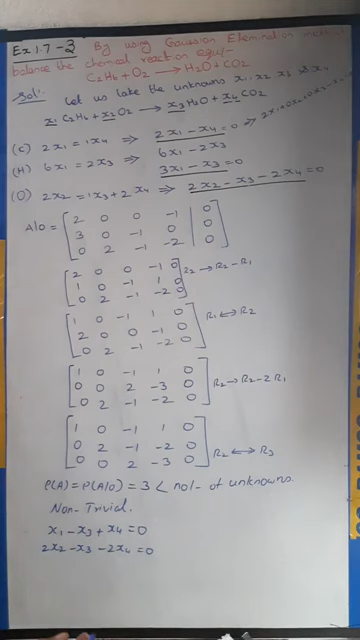 Ex 1.7 - 2 By using Gaussian Elemination method
balance the chemical reaction equ/-
C2H6 + O2 → H2O + CO2
Sol:
Let us take the unknowns x1 x2 x3 & x4
x1 C2H6 + x2 O2 → x3 H2O + x4 CO2
(C) 2x1 = 1x4 ⇒ 2x1 - x4 = 0
(H) 6x1 = 2x3 ⇒ 6x1 - 2x3
3x1 - x3 = 0
(O) 2x2 = 1x3 + 2x4 ⇒ 2x2 - x3 - 2x4 = 0
A|0 = [ 2 0 0 -1 | 0
3 0 -1 0 | 0
0 2 -1 -2 | 0 ]
[ 2 0 0 -1 0
1 0 -1 1 0
0 2 -1 -2 0 ] R2 → R2 - R1
[ 1 0 -1 1 0
2 0 0 -1 0
0 2 -1 -2 0 ] R1 ↔ R2
[ 1 0 -1 1 0
0 0 2 -3 0
0 2 -1 -2 0 ] R2 → R2 - 2R1
[ 1 0 -1 1 0
0 2 -1 -2 0
0 0 2 -3 0 ] R2 ↔ R3
ρ(A) = ρ(A|0) = 3 < no/- of unknowns.
Non-Trivial.
x1 - x3 + x4 = 0
2x2 - x3 - 2x4 = 0